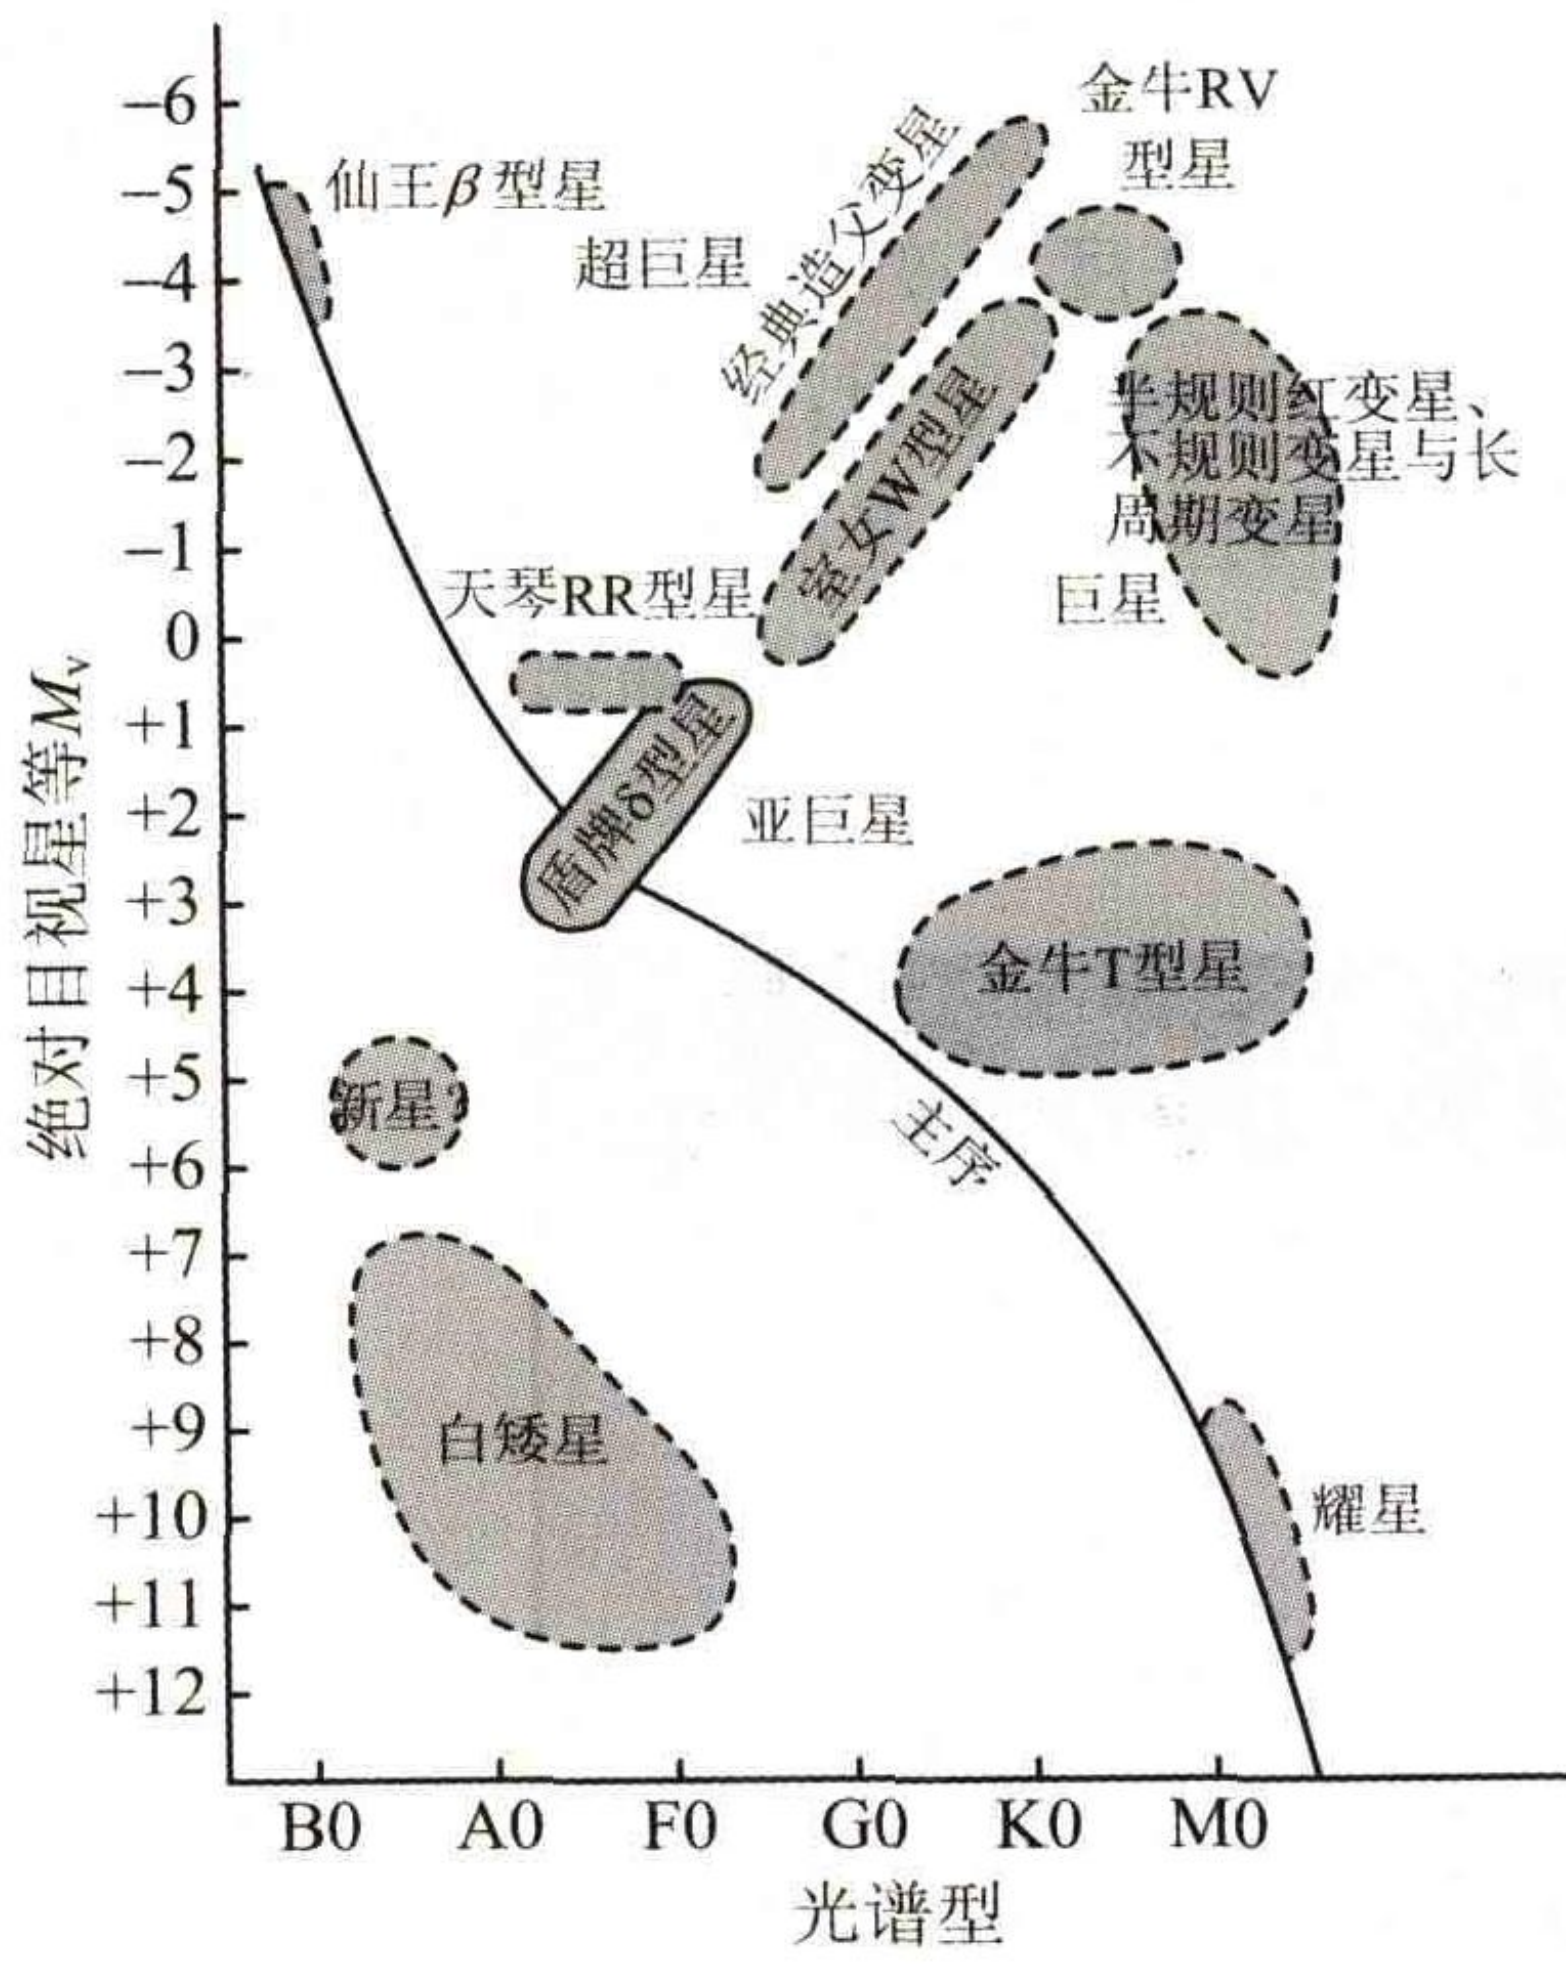 金牛RV
型星
仙王β型星
超巨星
经典造父变星
室女W型星
半规则红变星、
不规则变星与长
周期变星
巨星
天琴RR型星
盾牌δ型星
亚巨星
金牛T型星
新星?
主序
白矮星
耀星
绝对目视星等Mv
−6
−5
−4
−3
−2
−1
0
+1
+2
+3
+4
+5
+6
+7
+8
+9
+10
+11
+12
B0 A0 F0 G0 K0 M0
光谱型